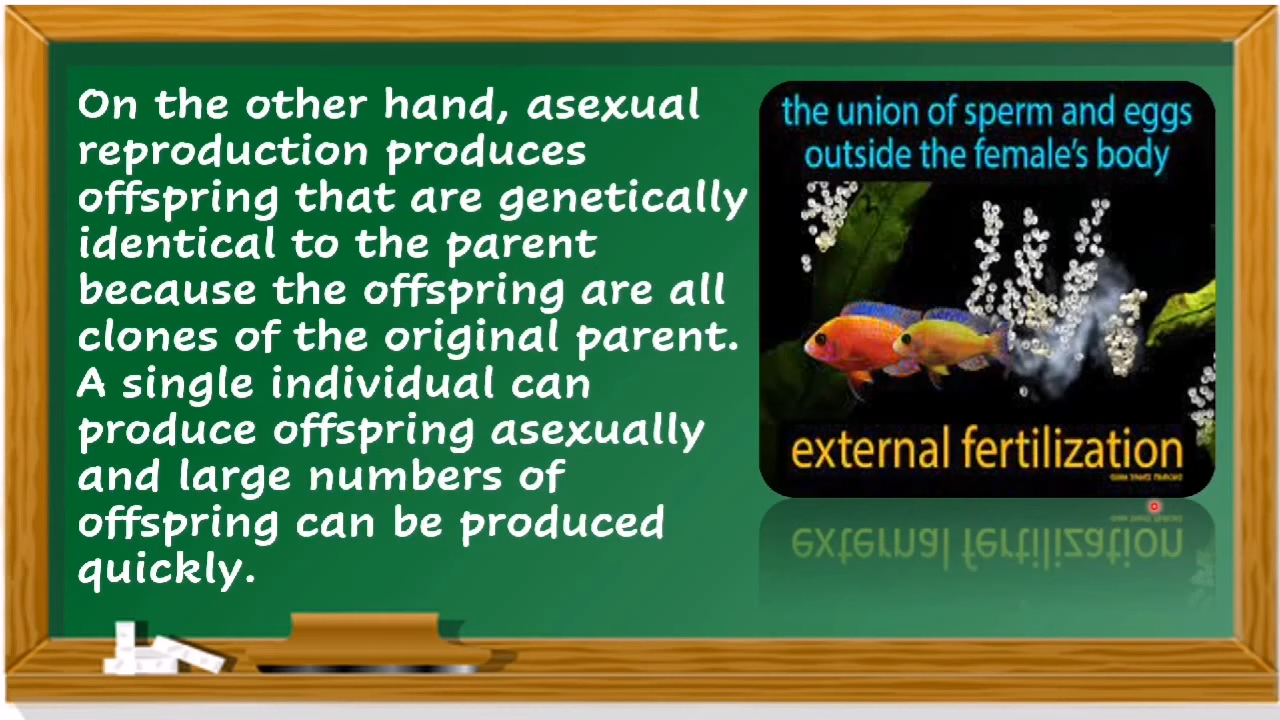 On the other hand, asexual
reproduction produces
offspring that are genetically
identical to the parent
because the offspring are all
clones of the original parent.
A single individual can
produce offspring asexually
and large numbers of
offspring can be produced
quickly.
the union of sperm and eggs
outside the female's body
external fertilization